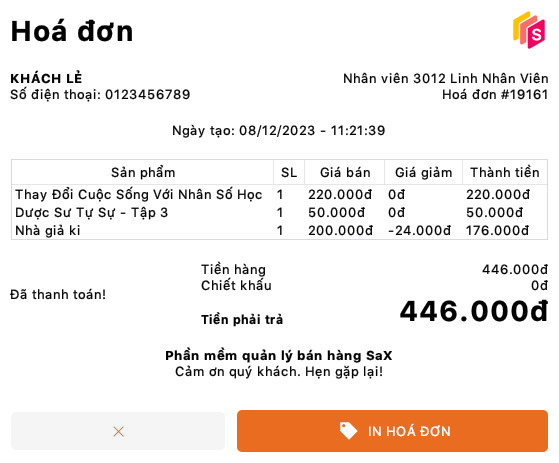 Hoá đơn
S
KHÁCH LẺ
Số điện thoại: 0123456789
Nhân viên 3012 Linh Nhân Viên
Hoá đơn #19161
Ngày tạo: 08/12/2023 - 11:21:39
Sản phẩm SL Giá bán Giá giảm Thành tiền
Thay Đổi Cuộc Sống Với Nhân Số Học 1 220.000đ 0đ 220.000đ
Dược Sư Tự Sự - Tập 3 1 50.000đ 0đ 50.000đ
Nhà giả ki 1 200.000đ -24.000đ 176.000đ
Tiền hàng 446.000đ
Chiết khấu 0đ
Đã thanh toán!
Tiền phải trả 446.000đ
Phần mềm quản lý bán hàng SaX
Cảm ơn quý khách. Hẹn gặp lại!
IN HOÁ ĐƠN